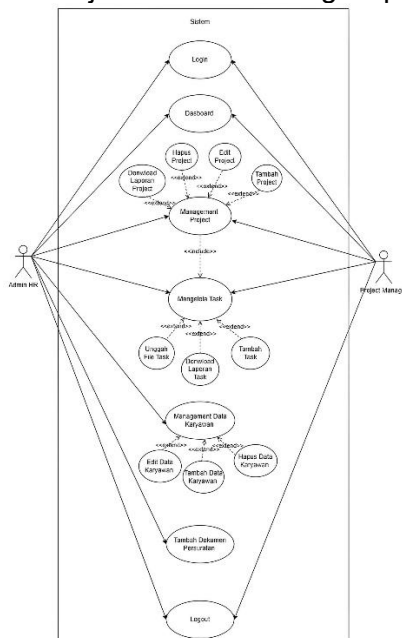 Sistem
Login
Dasboard
Hapus
Project
Edit
Project
Donwload
Laporan
Project
Tambah
Project
<<extend>>
<<extend>>
<<extend>>
<<extend>>
Management
Project
<<include>>
Admin HR
Project Manag
Mengelola Task
<<extend>>
<<extend>>
<<extend>>
Unggah
File Task
Donwload
Laporan
Task
Tambah
Task
Management Data
Karyawan
<<extend>>
<<extend>>
<<extend>>
Edit Data
Karyawan
Tambah Data
Karyawan
Hapus Data
Karyawan
Tambah Dokumen
Persuratan
Logout